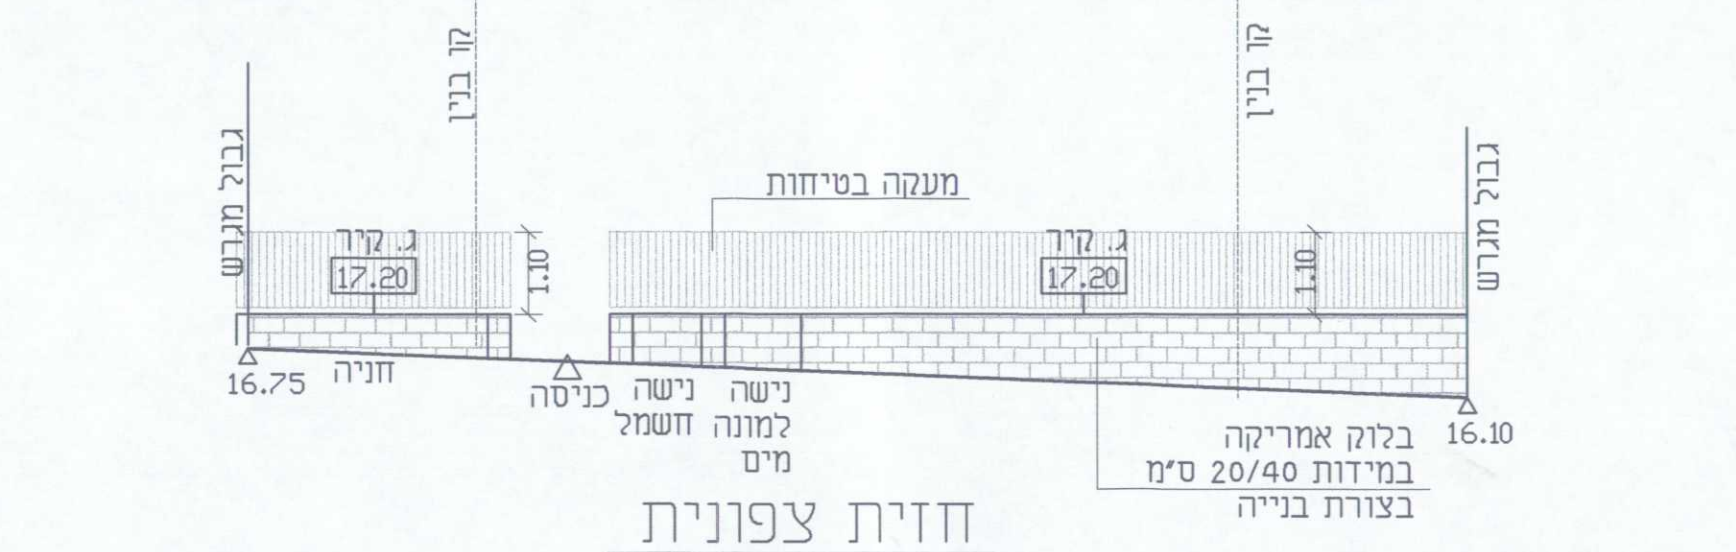 קו בנין
קו בנין
גבול מגרש
גבול מגרש
מעקה בטיחות
ג. קיר
17.20
1.10
ג. קיר
17.20
1.10
16.75
חניה
כניסה
נישה
חשמל
נישה
למונה
מים
16.10
בלוק אמריקה
במידות 20/40 ס"מ
בצורת בנייה
חזית צפונית